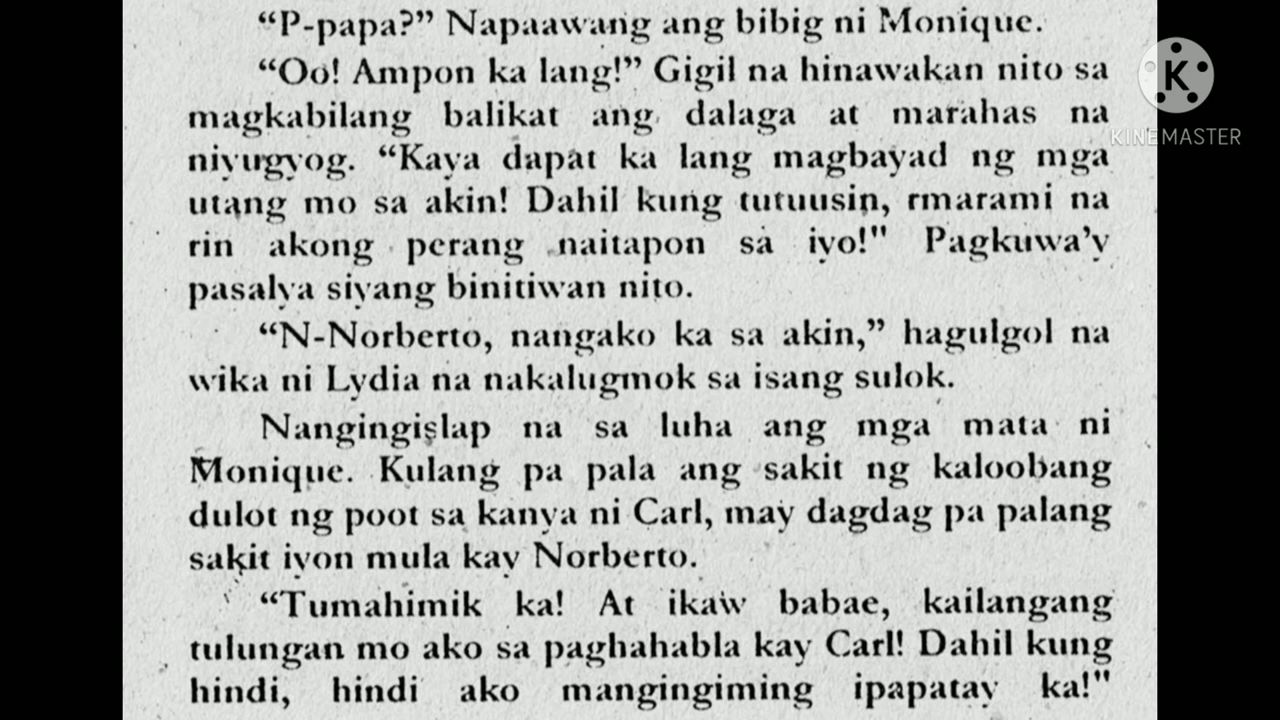 “P-papa?” Napaawang ang bibig ni Monique.
“Oo! Ampon ka lang!” Gigil na hinawakan nito sa
magkabilang balikat ang dalaga at marahas na
niyugyog. “Kaya dapat ka lang magbayad ng mga
utang mo sa akin! Dahil kung tutuusin, rmarami na
rin akong perang naitapon sa iyo!" Pagkuwa’y
pasalya siyang binitiwan nito.
“N-Norberto, nangako ka sa akin,” hagulgol na
wika ni Lydia na nakalugmok sa isang sulok.
Nangingislap na sa luha ang mga mata ni
Monique. Kulang pa pala ang sakit ng kaloobang
dulot ng poot sa kanya ni Carl, may dagdag pa palang
sakit iyon mula kay Norberto.
“Tumahimik ka! At ikaw babae, kailangang
tulungan mo ako sa paghahabla kay Carl! Dahil kung
hindi, hindi ako mangingiming ipapatay ka!"
K
KINEMASTER